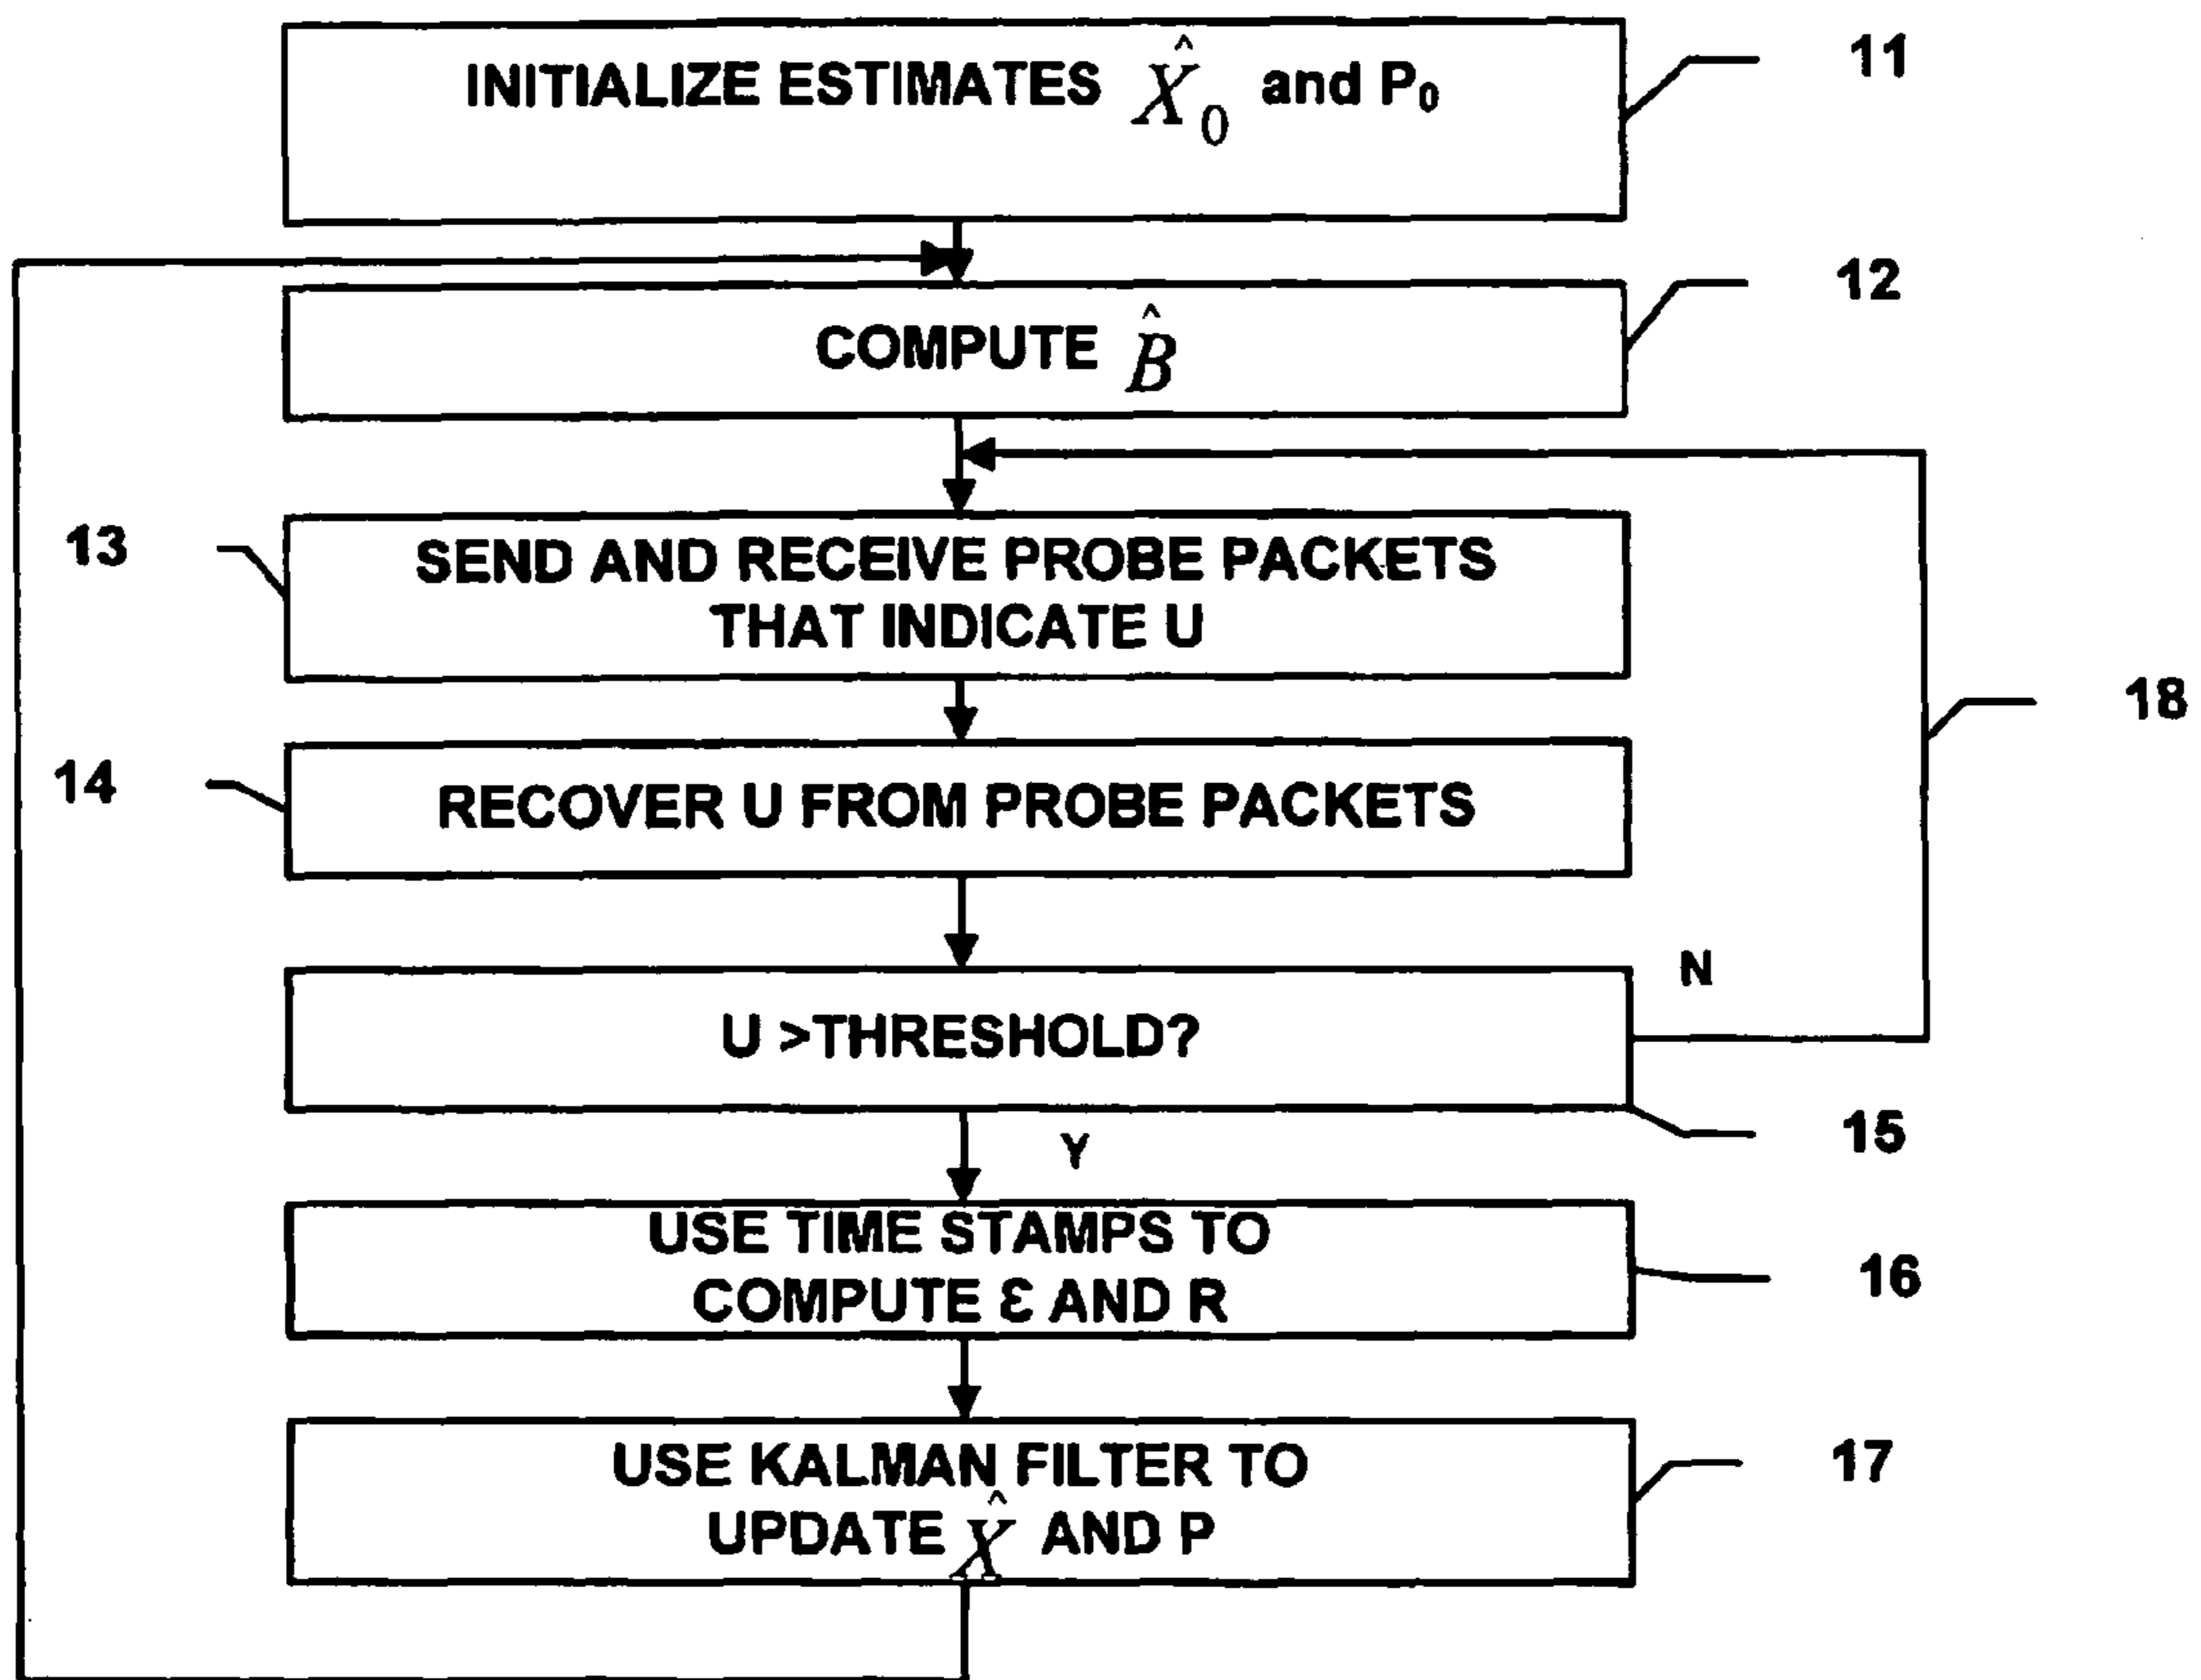 INITIALIZE ESTIMATES X̂₀ and P₀
11
12
COMPUTE B̂
13
SEND AND RECEIVE PROBE PACKETS
THAT INDICATE U
18
14
RECOVER U FROM PROBE PACKETS
N
U >THRESHOLD?
15
Y
USE TIME STAMPS TO
COMPUTE ε AND R
16
USE KALMAN FILTER TO
UPDATE X̂ AND P
17